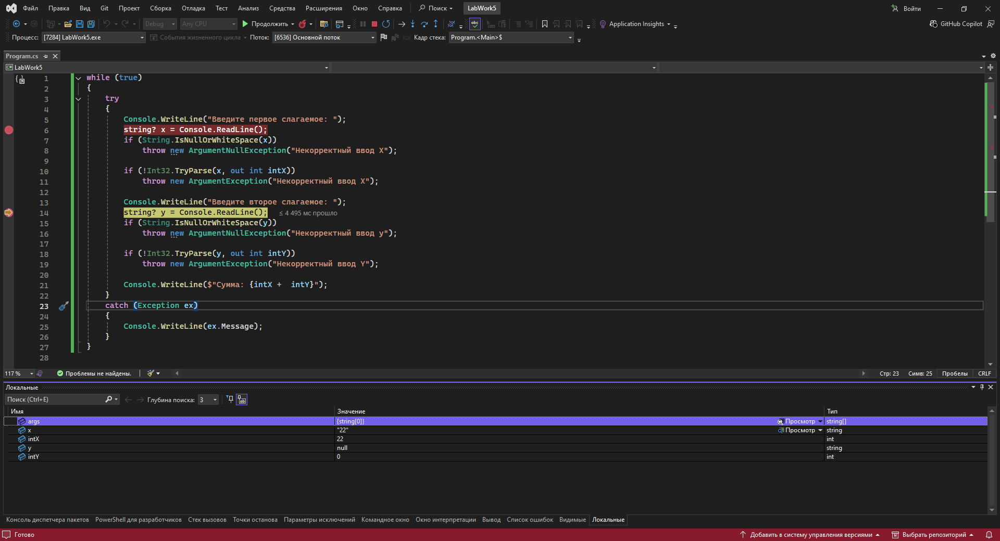 Файл Правка Вид Git Проект Сборка Отладка Тест Анализ Средства Расширения Окно Справка Поиск LabWork5 Войти
Debug Any CPU Продолжить abc Application Insights GitHub Copilot
Процесс: [7284] LabWork5.exe События жизненного цикла Поток: [6536] Основной поток Кадр стека: Program.<Main>$
Program.cs
C# LabWork5
1 while (true)
2 {
3 try
4 {
5 Console.WriteLine("Введите первое слагаемое: ");
6 string? x = Console.ReadLine();
7 if (String.IsNullOrWhiteSpace(x))
8 throw new ArgumentNullException("Некорректный ввод X");
9
10 if (!Int32.TryParse(x, out int intX))
11 throw new ArgumentException("Некорректный ввод X");
12
13 Console.WriteLine("Введите второе слагаемое: ");
14 string? y = Console.ReadLine(); ≤ 4 495 мс прошло
15 if (String.IsNullOrWhiteSpace(y))
16 throw new ArgumentNullException("Некорректный ввод y");
17
18 if (!Int32.TryParse(y, out int intY))
19 throw new ArgumentException("Некорректный ввод Y");
20
21 Console.WriteLine($"Сумма: {intX +  intY}");
22 }
23 catch (Exception ex)
24 {
25 Console.WriteLine(ex.Message);
26 }
27 }
28
117 % Проблемы не найдены. Стр: 23 Симв: 25 Пробелы CRLF
Локальные
Поиск (Ctrl+E) Глубина поиска: 3
Имя Значение Тип
args {string[0]} Просмотр string[]
x "22" Просмотр string
intX 22 int
y null string
intY 0 int
Консоль диспетчера пакетов PowerShell для разработчиков Стек вызовов Точки останова Параметры исключений Командное окно Окно интерпретации Вывод Список ошибок Видимые Локальные
Готово Добавить в систему управления версиями Выбрать репозиторий